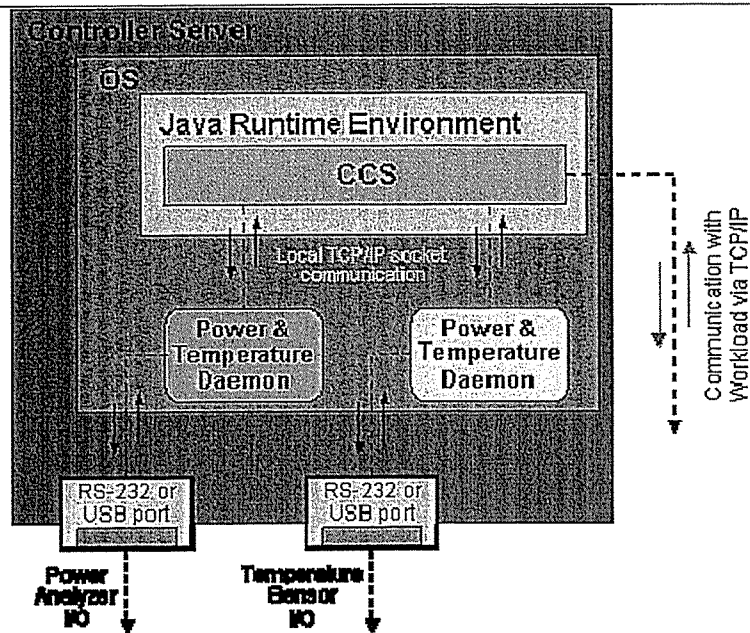 Controller Server
OS
Java Runtime Environment
CCS
Local TCP/IP socket
communication
Power &
Temperature
Daemon
Power &
Temperature
Daemon
Communication with
Workload via TCP/IP
RS-232 or
USB port
RS-232 or
USB port
Power
Analyzer
I/O
Temperature
Sensor
I/O